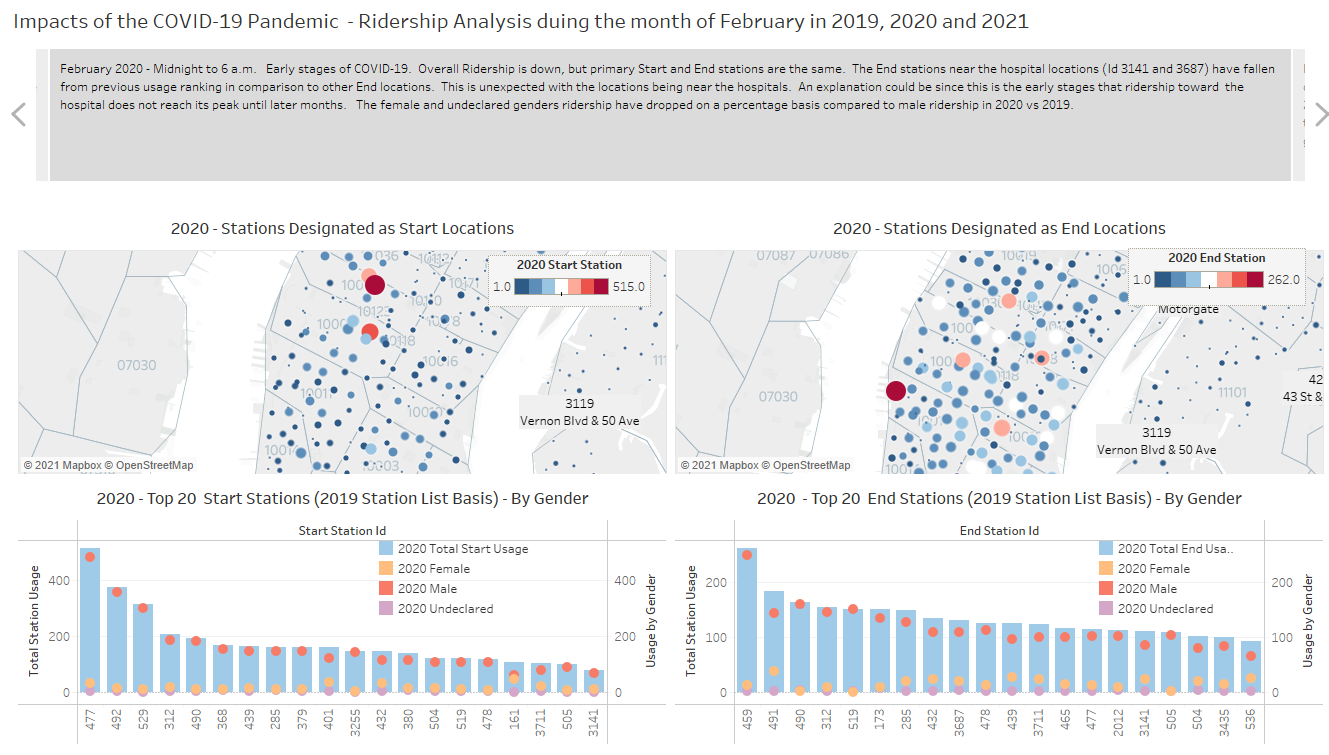 Impacts of the COVID-19 Pandemic - Ridership Analysis duing the month of February in 2019, 2020 and 2021
February 2020 - Midnight to 6 a.m. Early stages of COVID-19. Overall Ridership is down, but primary Start and End stations are the same. The End stations near the hospital locations (Id 3141 and 3687) have fallen
from previous usage ranking in comparison to other End locations. This is unexpected with the locations being near the hospitals. An explanation could be since this is the early stages that ridership toward the
hospital does not reach its peak until later months. The female and undeclared genders ridership have dropped on a percentage basis compared to male ridership in 2020 vs 2019.
2020 - Stations Designated as Start Locations
2020 Start Station
1.0 515.0
07030
10016
3119
Vernon Blvd & 50 Ave
© 2021 Mapbox © OpenStreetMap
2020 - Stations Designated as End Locations
2020 End Station
1.0 262.0
07087 07086
Motorgate
07030
11101
42
43 St &
3119
Vernon Blvd & 50 Ave
© 2021 Mapbox © OpenStreetMap
2020 - Top 20 Start Stations (2019 Station List Basis) - By Gender
Start Station Id
Total Station Usage
400
200
0
2020 Total Start Usage
2020 Female
2020 Male
2020 Undeclared
400
200
0
Usage by Gender
477 492 529 312 490 368 439 285 379 401 3255 432 380 504 519 478 161 3711 505 3141
2020 - Top 20 End Stations (2019 Station List Basis) - By Gender
End Station Id
Total Station Usage
200
100
0
2020 Total End Usa..
2020 Female
2020 Male
2020 Undeclared
200
100
0
Usage by Gender
459 491 490 312 519 173 285 432 3687 478 439 3711 465 477 2012 3141 505 504 3435 536